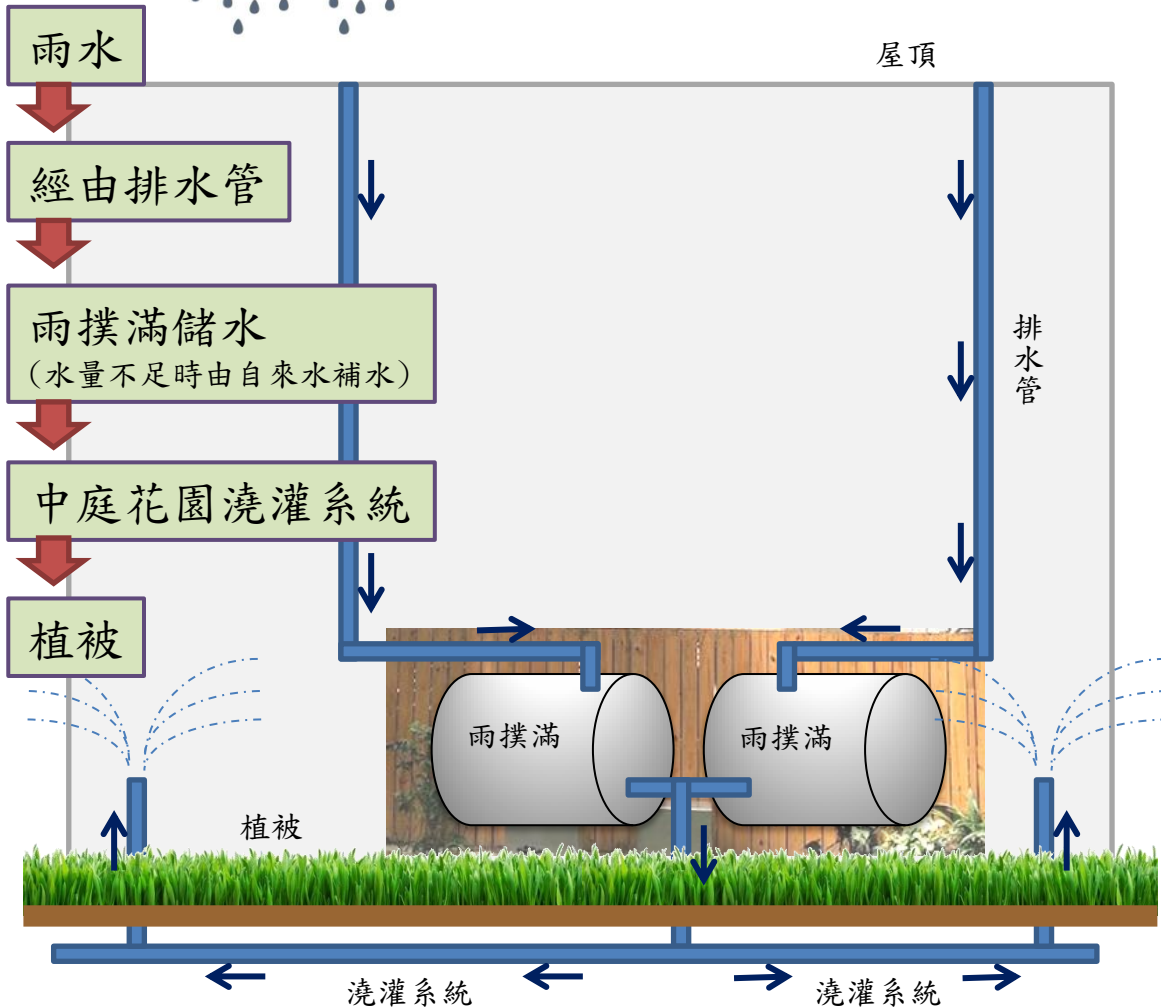 雨水
屋頂
經由排水管
雨撲滿儲水
(水量不足時由自來水補水)
排水管
中庭花園澆灌系統
植被
雨撲滿
雨撲滿
植被
澆灌系統
澆灌系統